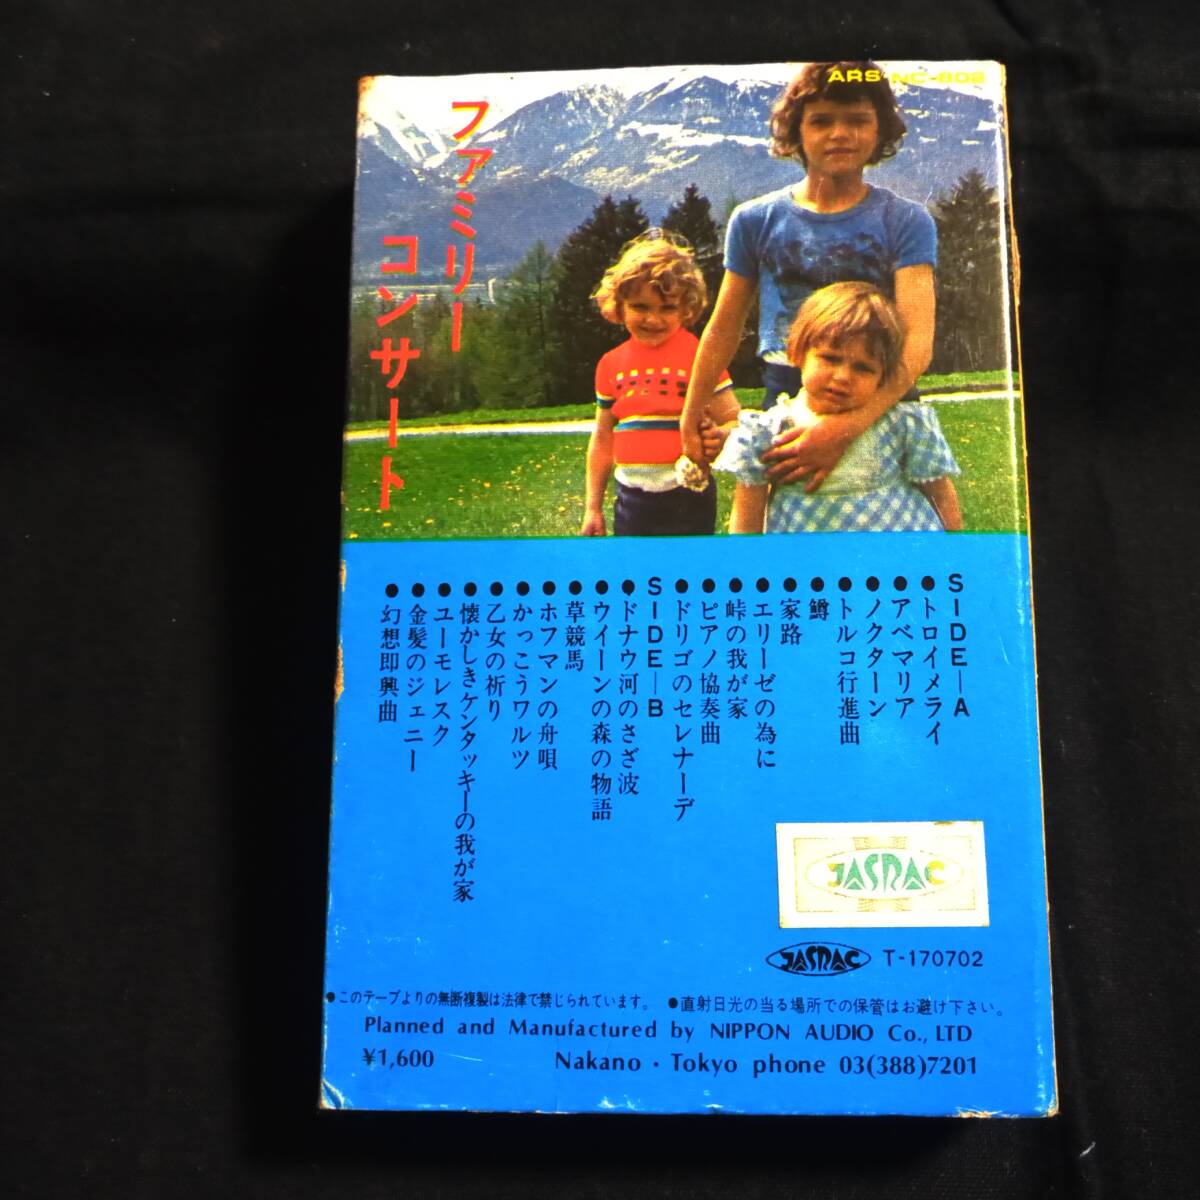 ARS NC-802
ファミリー
コンサート
SIDE—A
●トロイメライ
●アベマリア
●ノクターン
●トルコ行進曲
●鱒
●家路
●エリーゼの為に
●峠の我が家
●ピアノ協奏曲
●ドリゴのセレナーデ
SIDE—B
●ドナウ河のさざ波
●ウイーンの森の物語
●草競馬
●ホフマンの舟唄
●かっこうワルツ
●乙女の祈り
●懐かしきケンタッキーの我が家
●ユーモレスク
●金髪のジェニー
●幻想即興曲
JASRAC
JASRAC T-170702
●このテープよりの無断複製は法律で禁じられています。 ●直射日光の当る場所での保管はお避け下さい。
Planned and Manufactured by NIPPON AUDIO Co., LTD
¥1,600 Nakano・Tokyo phone 03(388)7201